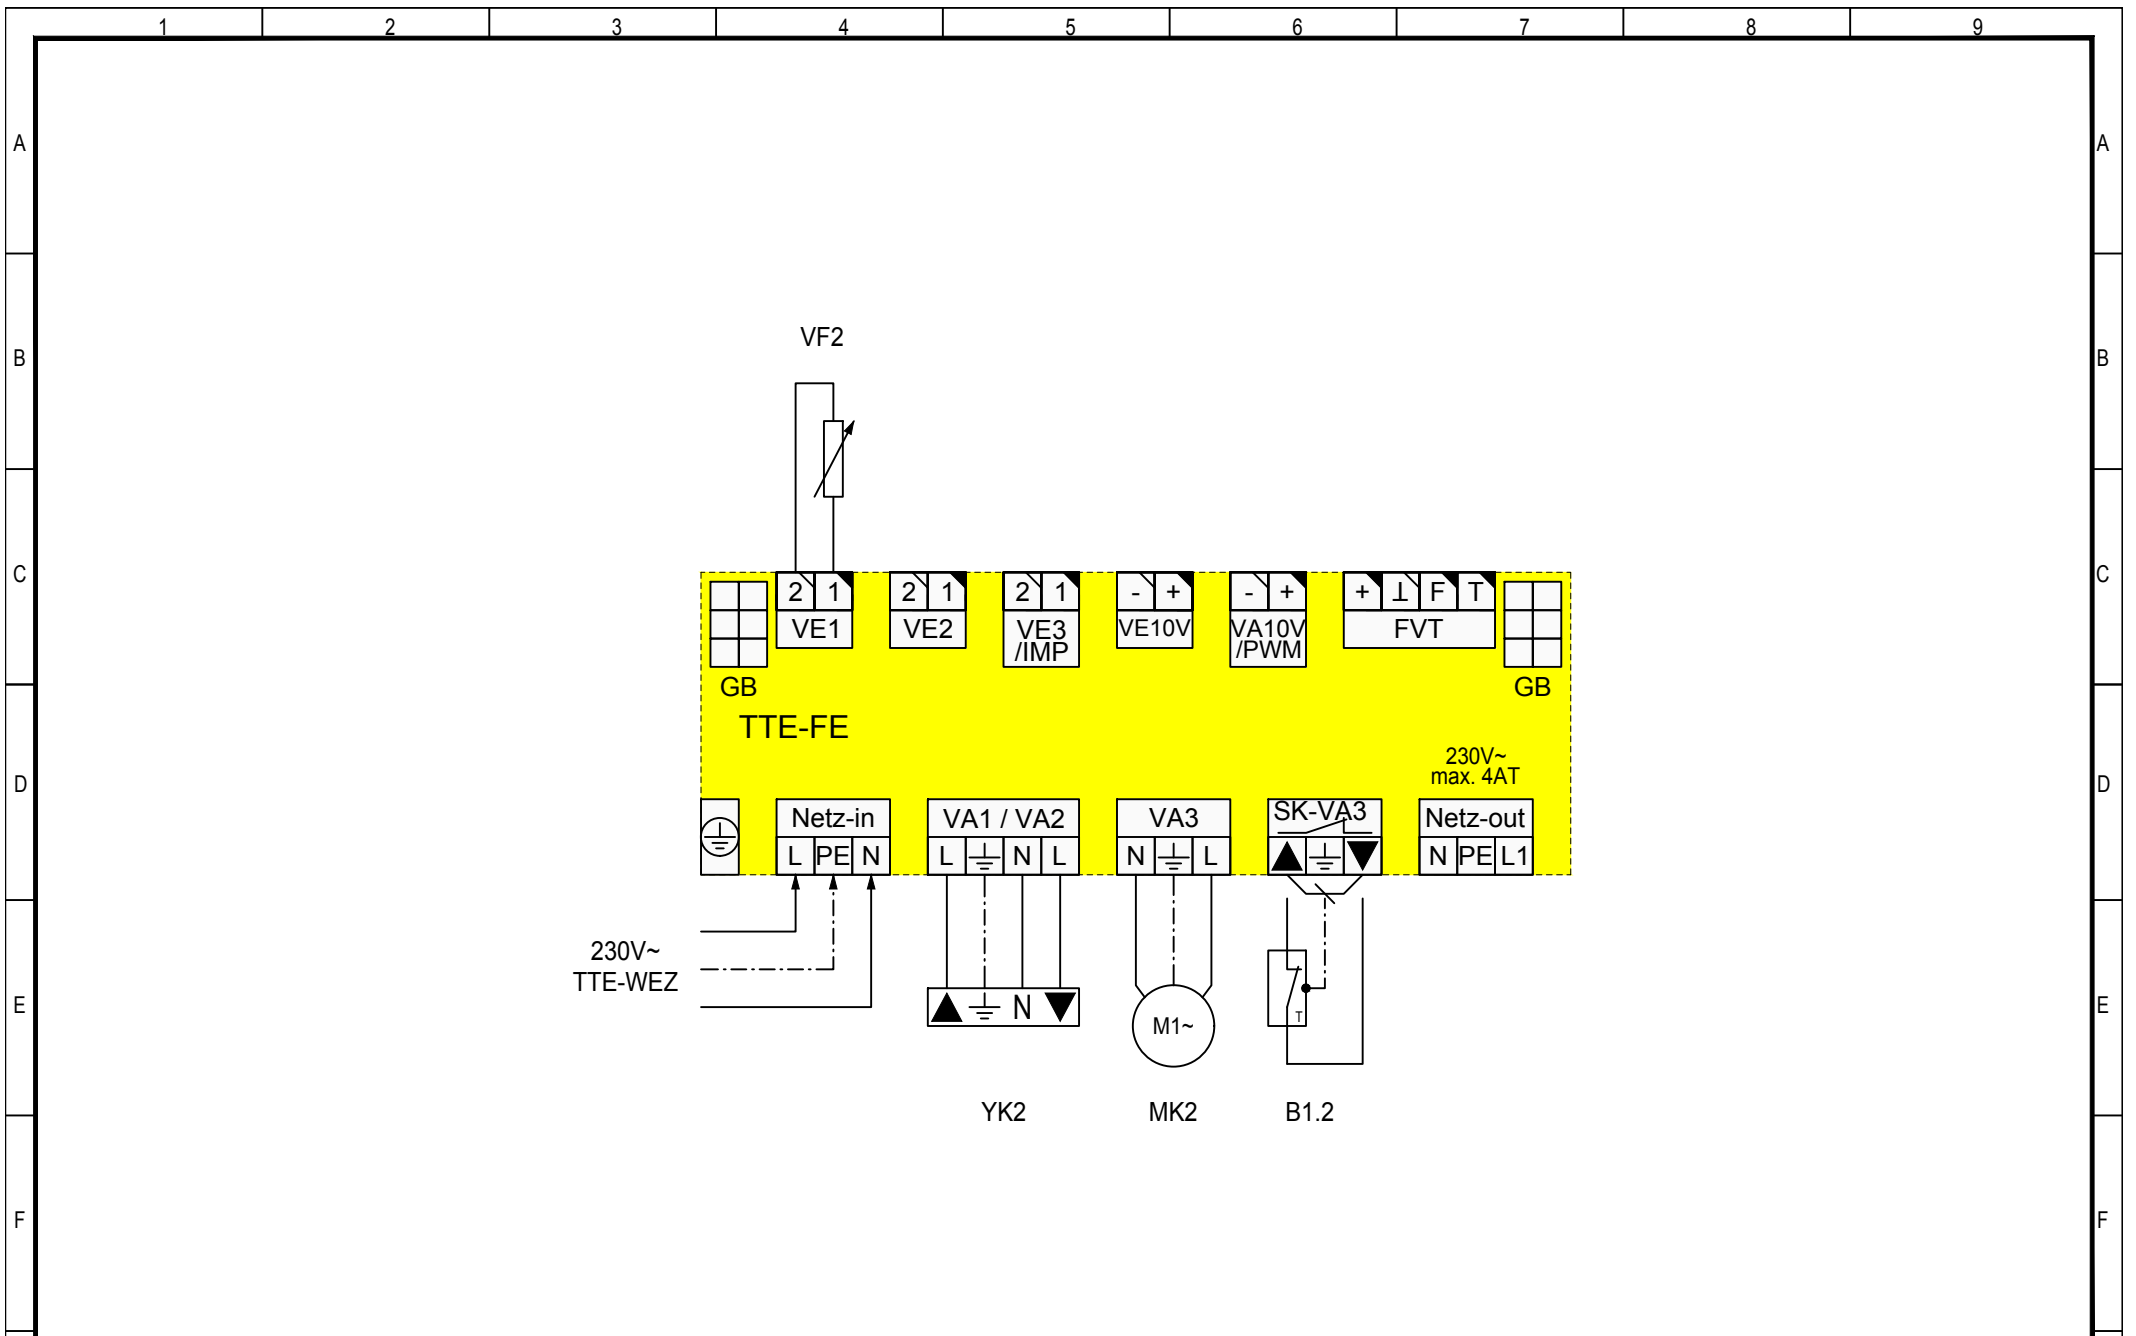 1 2 3 4 5 6 7 8 9
A A
B B
VF2
C C
2 1 2 1 2 1 - + - + + ⊥ F T
VE1 VE2 VE3 VE10V VA10V FVT
/IMP /PWM
GB GB
TTE-FE
230V~
max. 4AT
D D
Netz-in VA1 / VA2 VA3 SK-VA3 Netz-out
L PE N L N L N L N PE L1
230V~
TTE-WEZ
E E
N
M1~
T
YK2 MK2 B1.2
F F